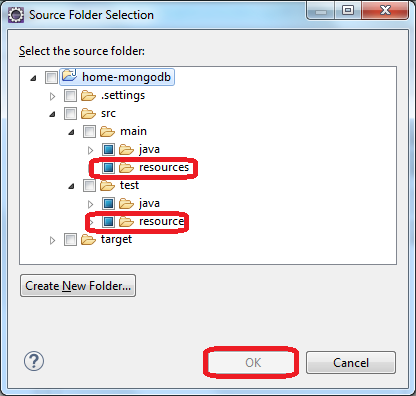 Source Folder Selection
Select the source folder:
home-mongodb
.settings
src
main
java
resources
test
java
resource
target
Create New Folder...
?
OK
Cancel